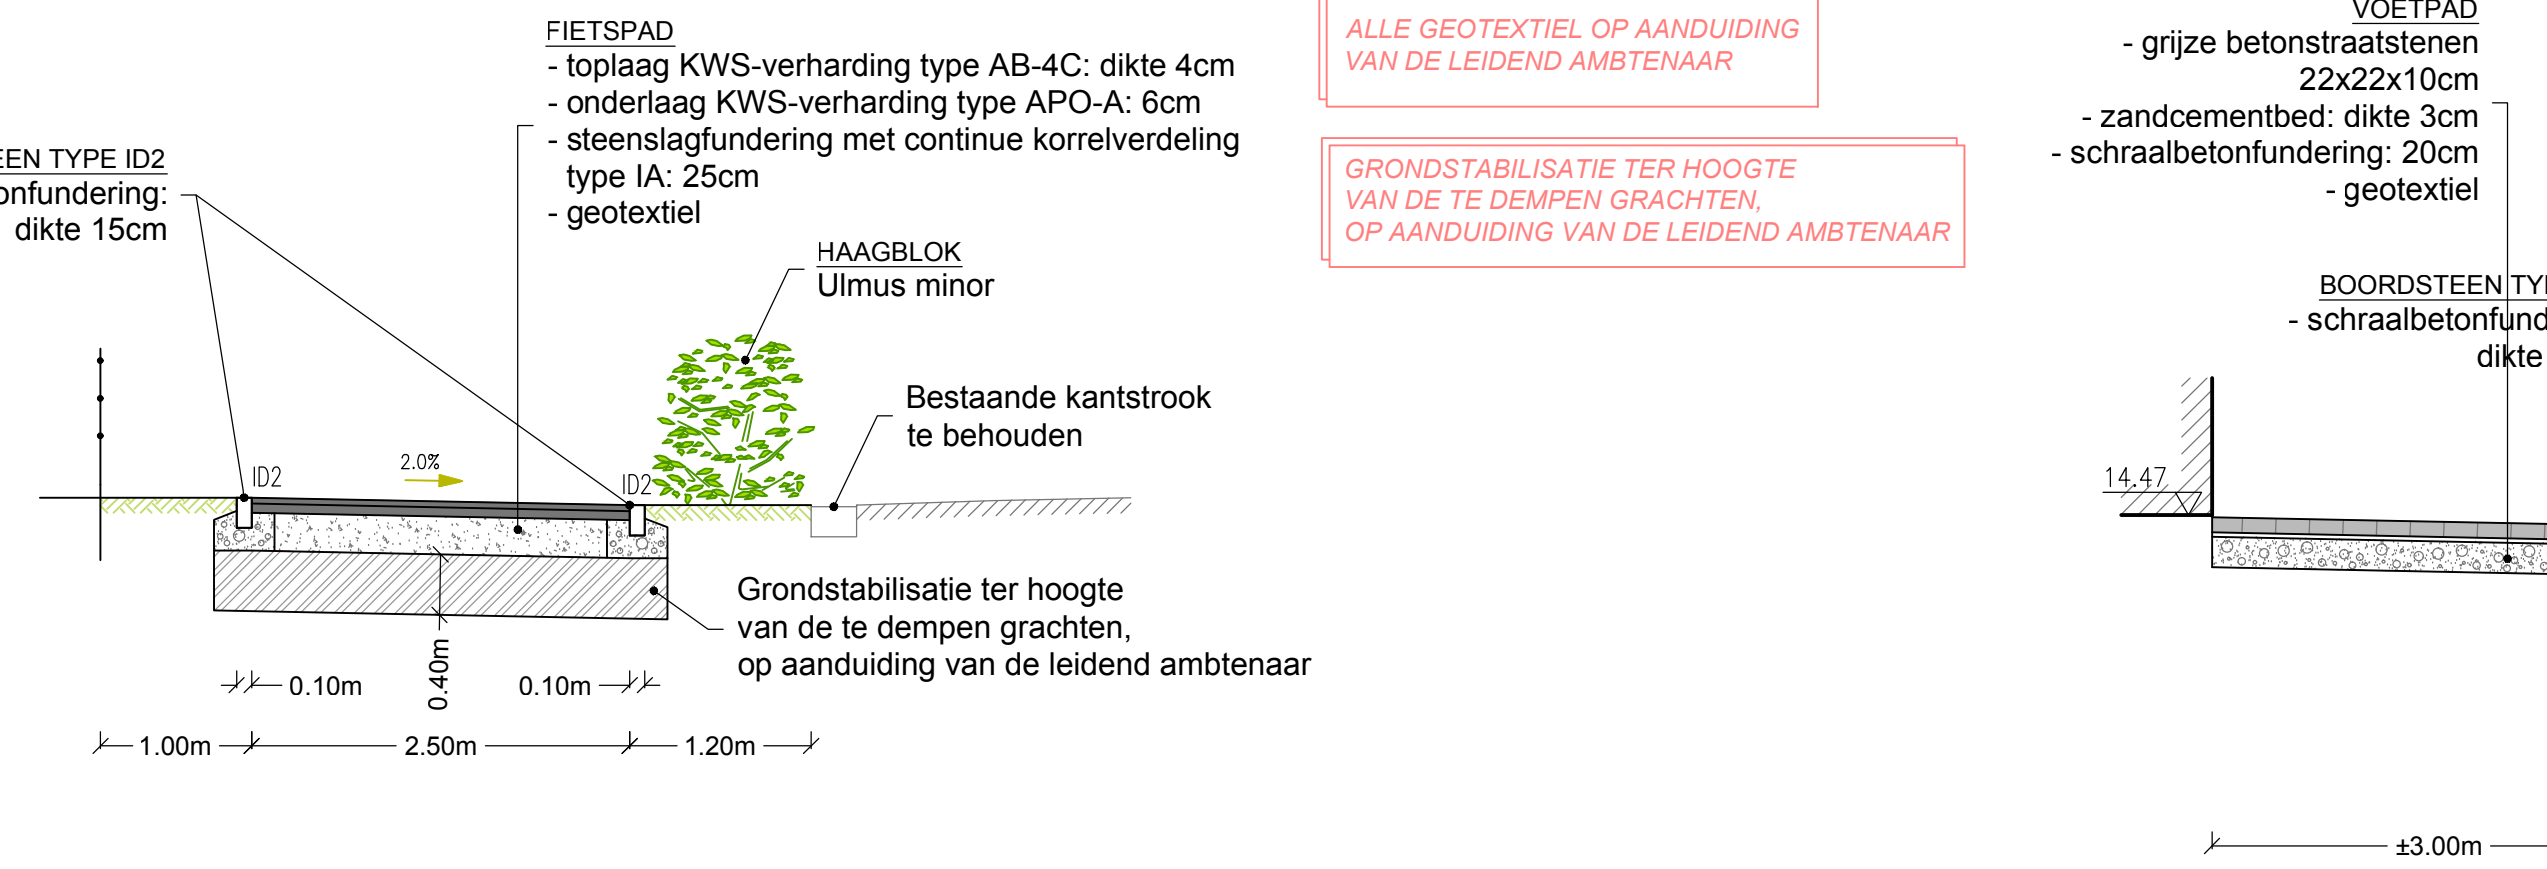 FIETSPAD
- toplaag KWS-verharding type AB-4C: dikte 4cm
- onderlaag KWS-verharding type APO-A: 6cm
- steenslagfundering met continue korrelverdeling
type IA: 25cm
- geotextiel
TYPE ID2
dikte 15cm
HAAGBLOK
Ulmus minor
Bestaande kantstrook
te behouden
ID2
2.0%
ID2
Grondstabilisatie ter hoogte
van de te dempen grachten,
op aanduiding van de leidend ambtenaar
0.40m
0.10m
0.10m
1.00m
2.50m
1.20m
ALLE GEOTEXTIEL OP AANDUIDING
VAN DE LEIDEND AMBTENAAR
GRONDSTABILISATIE TER HOOGTE
VAN DE TE DEMPEN GRACHTEN,
OP AANDUIDING VAN DE LEIDEND AMBTENAAR
VOETPAD
- grijze betonstraatstenen
22x22x10cm
- zandcementbed: dikte 3cm
- schraalbetonfundering: 20cm
- geotextiel
BOORDSTEEN
dikte
14.47
±3.00m